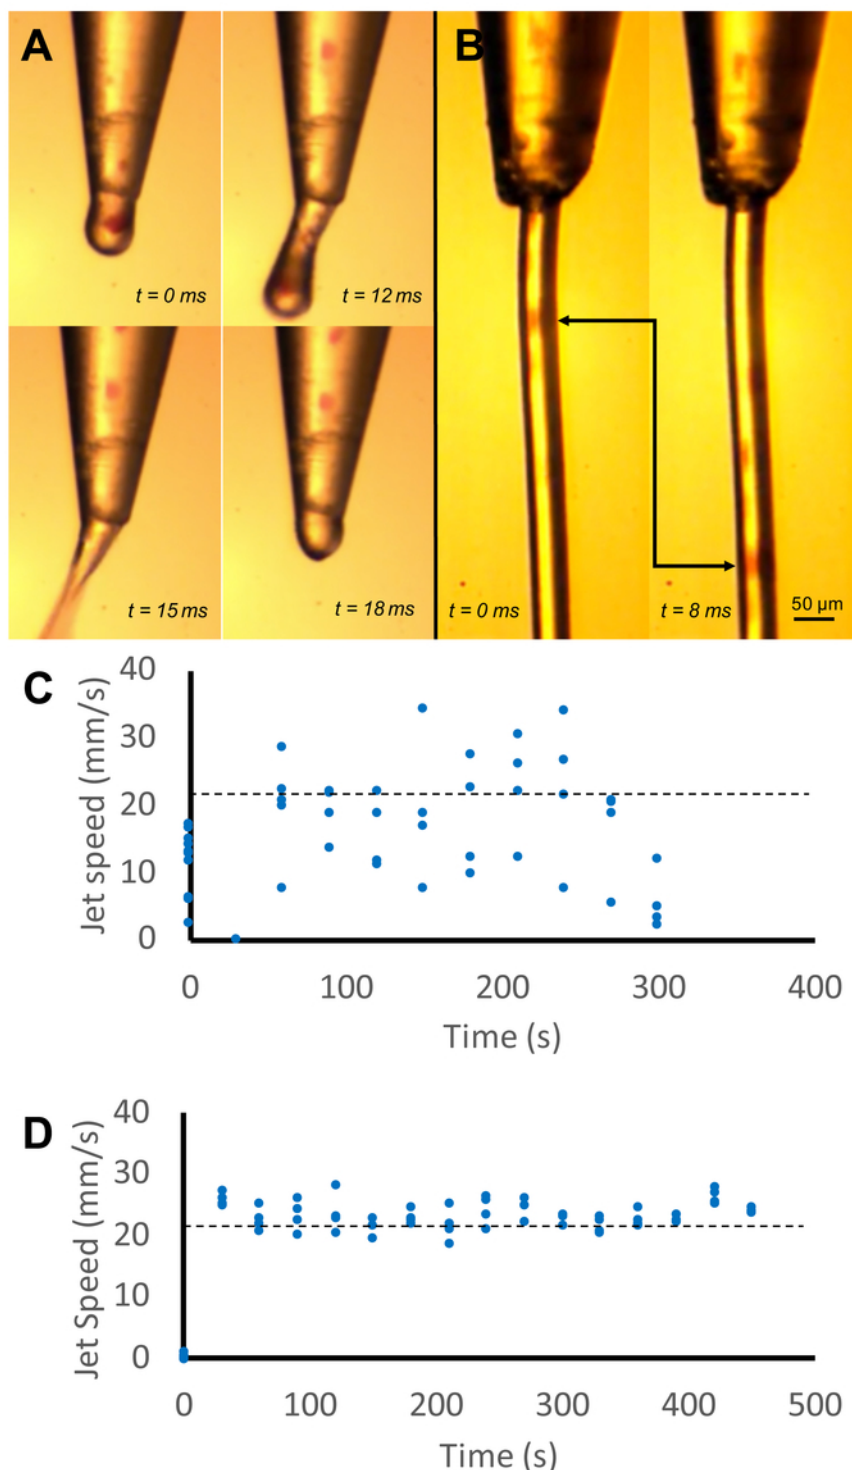 A
B
t = 0 ms
t = 12 ms
t = 15 ms
t = 18 ms
t = 0 ms
t = 8 ms
50 µm
C
Jet speed (mm/s)
40
30
20
10
0
0
100
200
300
400
Time (s)
D
Jet Speed (mm/s)
40
30
20
10
0
0
100
200
300
400
500
Time (s)